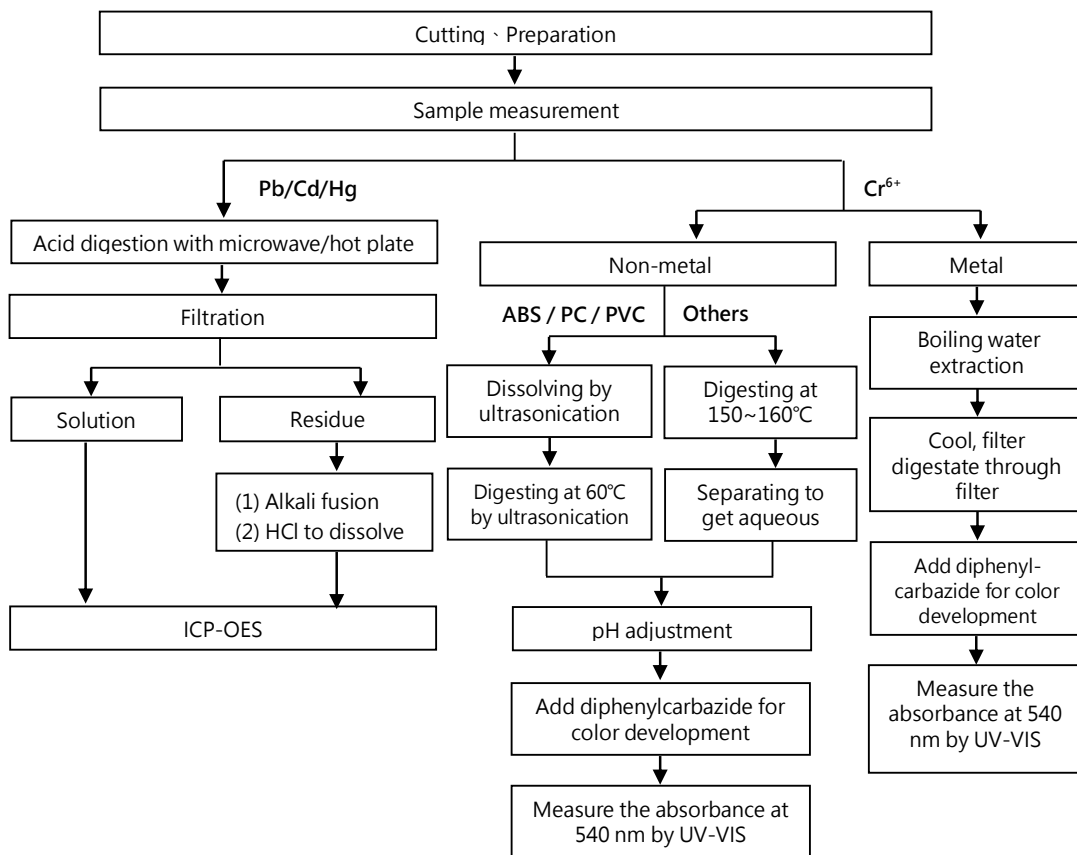 Cutting、Preparation
Sample measurement
Pb/Cd/Hg
Cr⁶⁺
Acid digestion with microwave/hot plate
Non-metal
Metal
Filtration
ABS / PC / PVC
Others
Boiling water
extraction
Solution
Residue
Dissolving by
ultrasonication
Digesting at
150~160℃
Cool, filter
digestate through
filter
(1) Alkali fusion
(2) HCl to dissolve
Digesting at 60℃
by ultrasonication
Separating to
get aqueous
Add diphenyl-
carbazide for color
development
ICP-OES
pH adjustment
Measure the
absorbance at 540
nm by UV-VIS
Add diphenylcarbazide for
color development
Measure the absorbance at
540 nm by UV-VIS